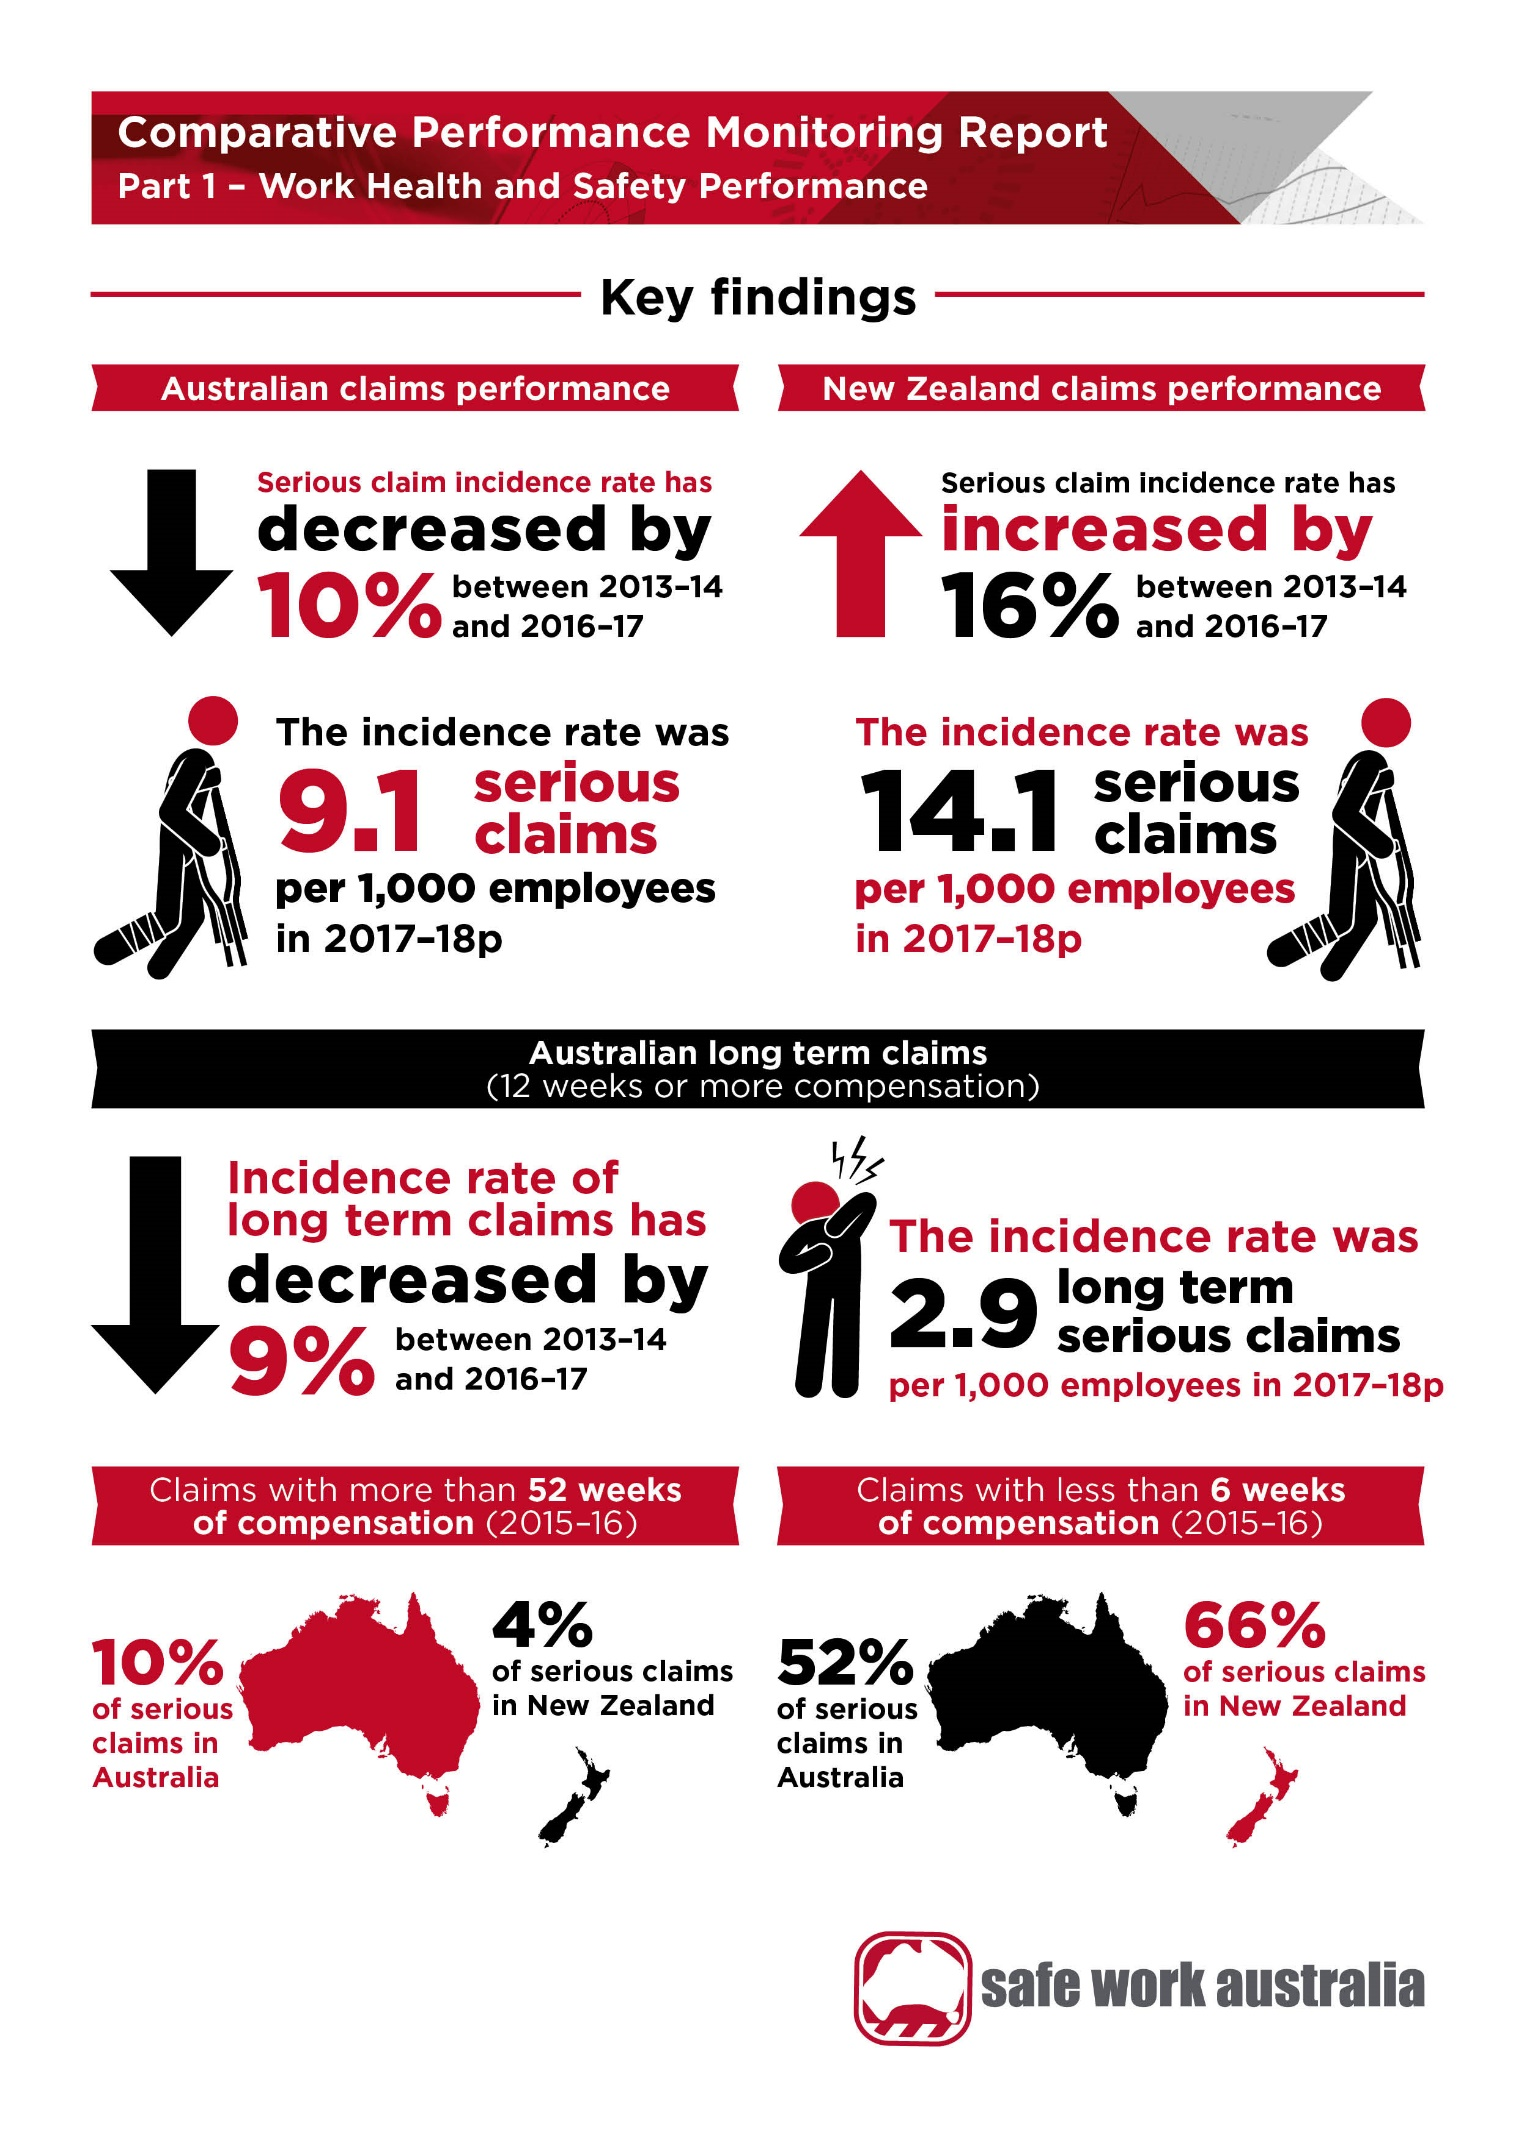 Comparative Performance Monitoring Report
Part 1 – Work Health and Safety Performance
Key findings
Australian claims performance
Serious claim incidence rate has
decreased by
10% between 2013–14
and 2016–17
The incidence rate was
9.1 serious
claims
per 1,000 employees
in 2017–18p
New Zealand claims performance
Serious claim incidence rate has
increased by
16% between 2013–14
and 2016–17
The incidence rate was
14.1 serious
claims
per 1,000 employees
in 2017–18p
Australian long term claims
(12 weeks or more compensation)
Incidence rate of
long term claims has
decreased by
9% between 2013–14
and 2016–17
The incidence rate was
2.9 long term
serious claims
per 1,000 employees in 2017–18p
Claims with more than 52 weeks
of compensation (2015–16)
10%
of serious
claims in
Australia
4%
of serious claims
in New Zealand
Claims with less than 6 weeks
of compensation (2015–16)
52%
of serious
claims in
Australia
66%
of serious claims
in New Zealand
safe work australia